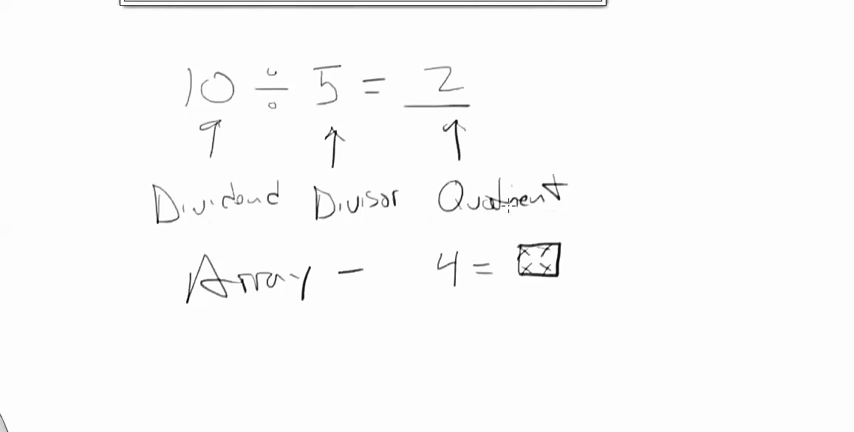 10 ÷ 5 = 2
Dividend Divisor Quotient
Array - 4 =